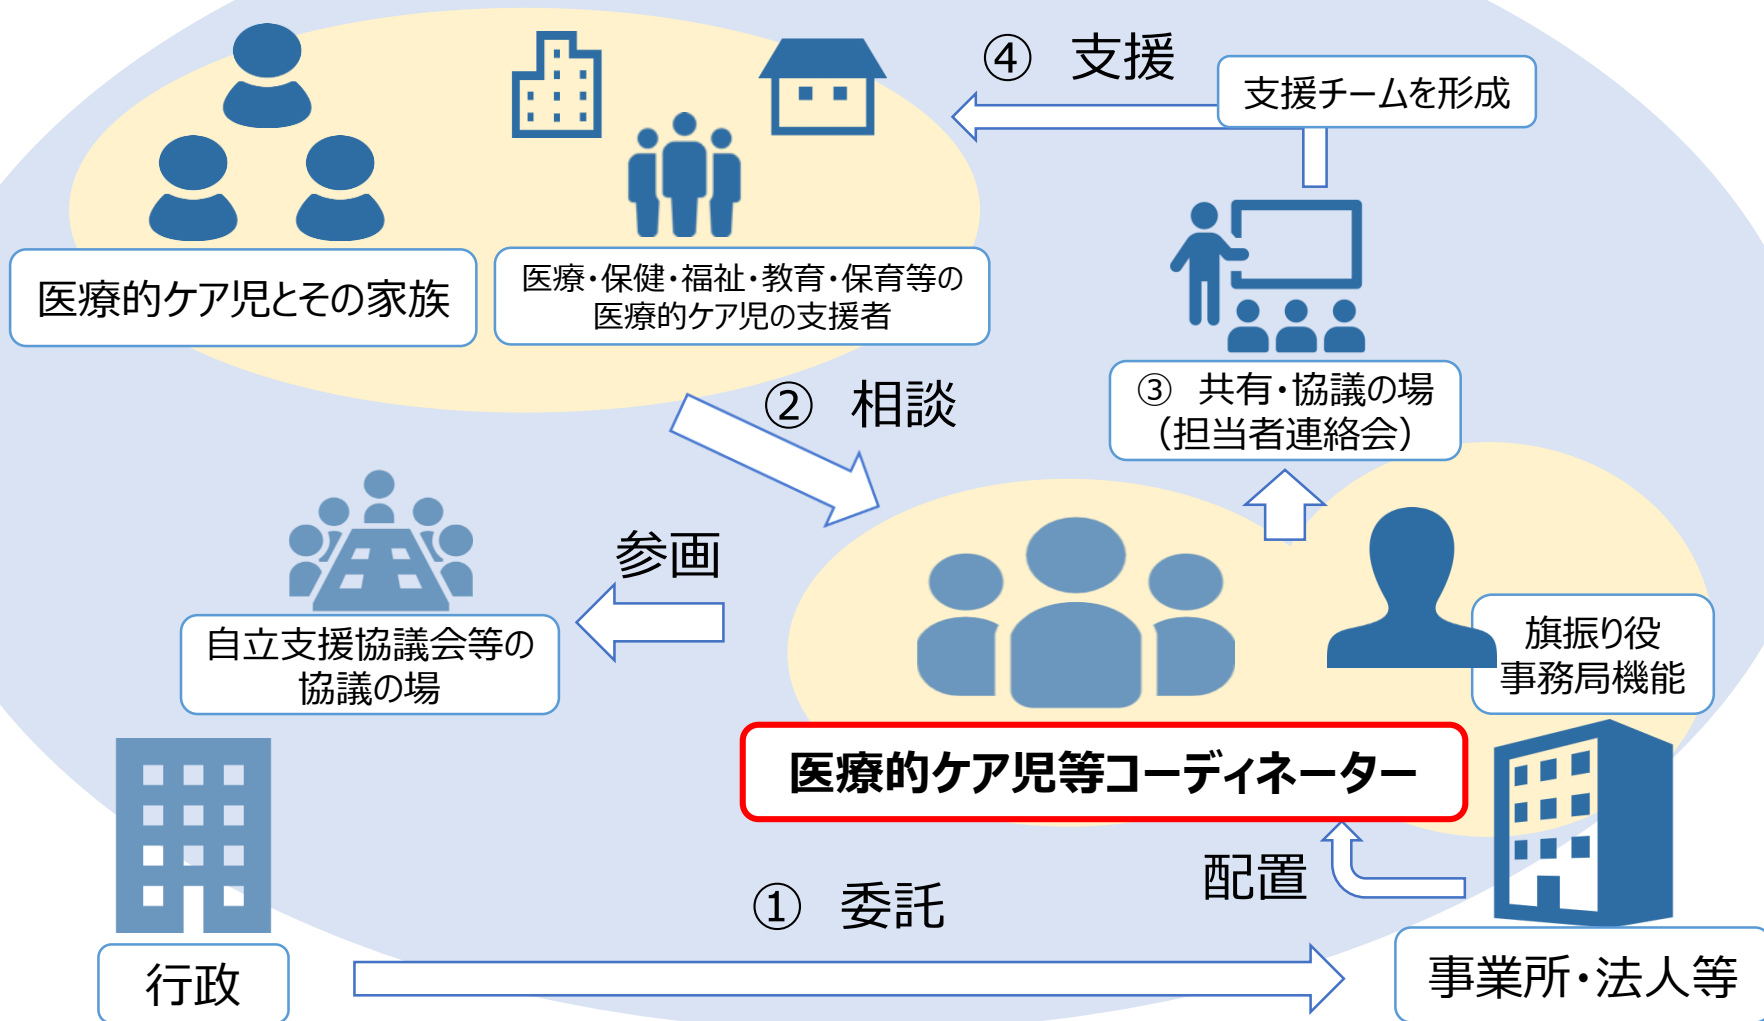 ④　支援
支援チームを形成
医療的ケア児とその家族
医療・保健・福祉・教育・保育等の
医療的ケア児の支援者
②　相談
③　共有・協議の場
（担当者連絡会）
参画
自立支援協議会等の
協議の場
旗振り役
事務局機能
医療的ケア児等コーディネーター
配置
①　委託
行政
事業所・法人等